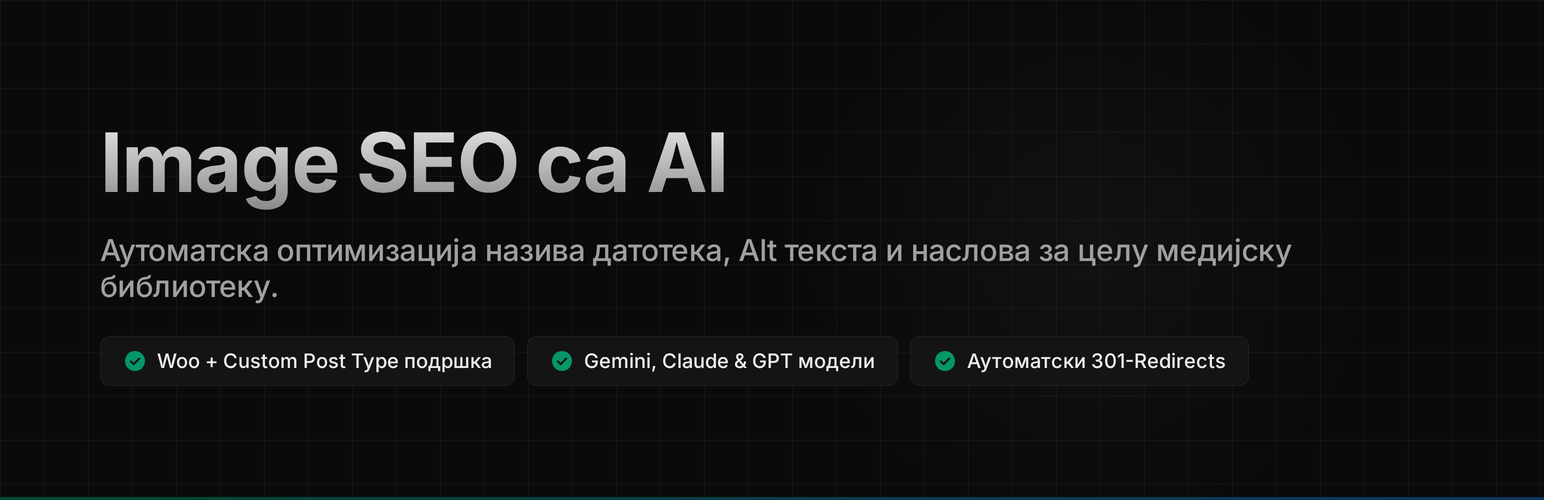 Image SEO са AI
Аутоматска оптимизација назива датотека, Alt текста и наслова за целу медијску
библиотеку.
Woo + Custom Post Type подршка
Gemini, Claude & GPT модели
Аутоматски 301-Redirects